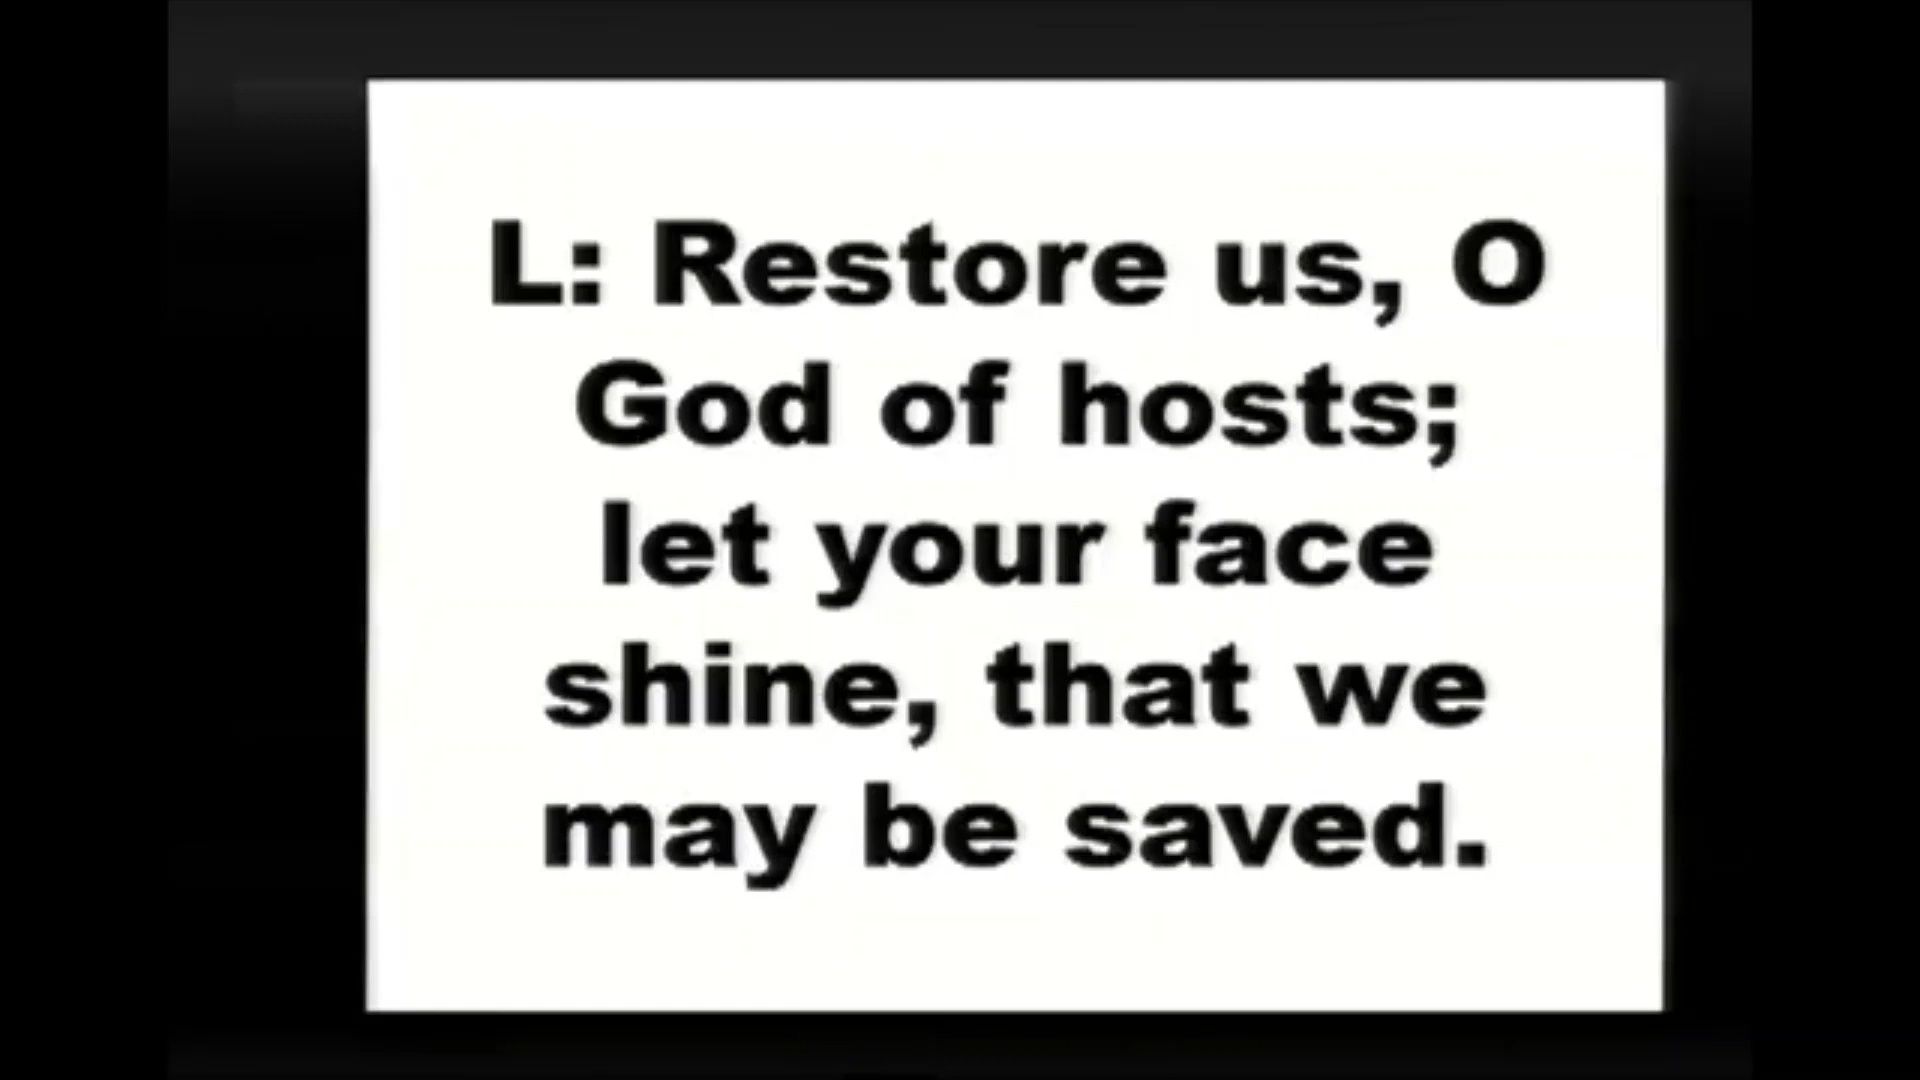 L: Restore us, O
God of hosts;
let your face
shine, that we
may be saved.